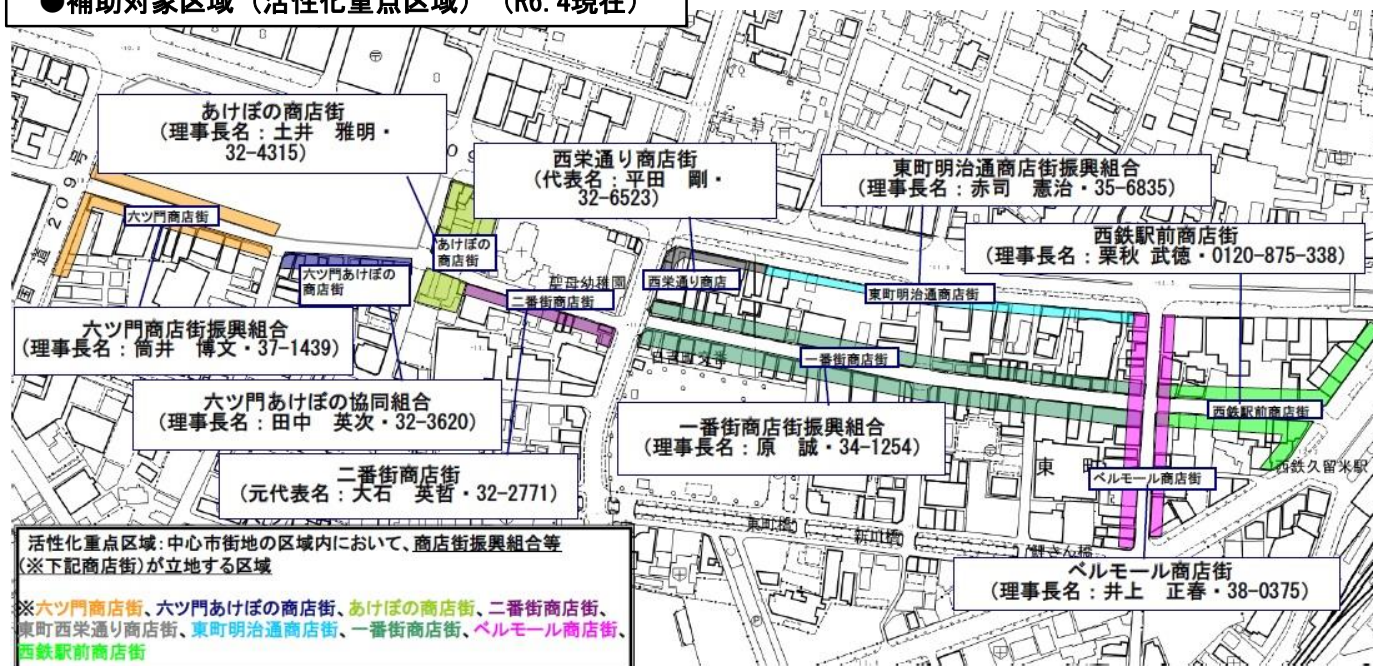 ●補助対象区域（活性化重点区域）（R6.4現在）
あけぼの商店街
（理事長名：土井　雅明・
32-4315）
西栄通り商店街
（代表名：平田　剛・
32-6523）
東町明治通商店街振興組合
（理事長名：赤司　憲治・35-6835）
西鉄駅前商店街
（理事長名：栗秋 武徳・0120-875-338）
国道209号
六ツ門商店街
あけぼの
商店街
六ツ門あけぼの
商店街
聖母幼稚園
二番街商店街
西栄通り商店
東町明治通商店街
一番街商店街
西鉄駅前商店街
六ツ門商店街振興組合
（理事長名：筒井　博文・37-1439）
六ツ門あけぼの協同組合
（理事長名：田中　英次・32-3620）
一番街商店街振興組合
（理事長名：原　誠・34-1254）
二番街商店街
（元代表名：大石　英哲・32-2771）
東町
西鉄久留米駅
ベルモール商店街
東町橋
新川橋
ベルモール商店街
（理事長名：井上　正春・38-0375）
活性化重点区域：中心市街地の区域内において、商店街振興組合等
（※下記商店街）が立地する区域
※六ツ門商店街、六ツ門あけぼの商店街、あけぼの商店街、二番街商店街、
東町西栄通り商店街、東町明治通商店街、一番街商店街、ベルモール商店街、
西鉄駅前商店街